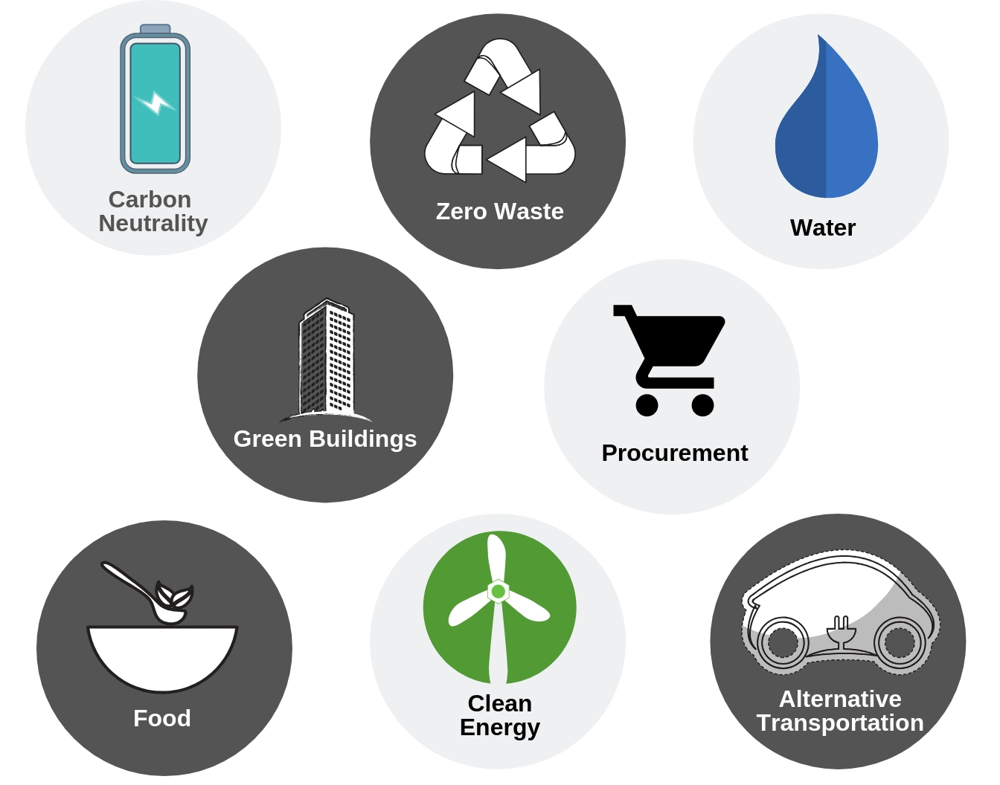 Carbon
Neutrality
Zero Waste
Water
Green Buildings
Procurement
Food
Clean
Energy
Alternative
Transportation